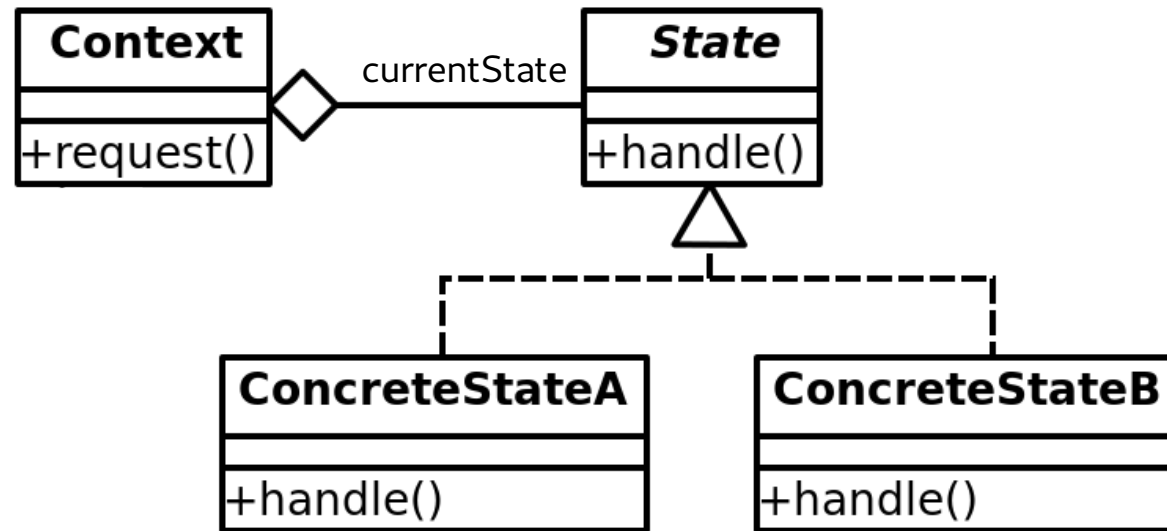 Context
State
currentState
+request()
+handle()
ConcreteStateA
ConcreteStateB
+handle()
+handle()